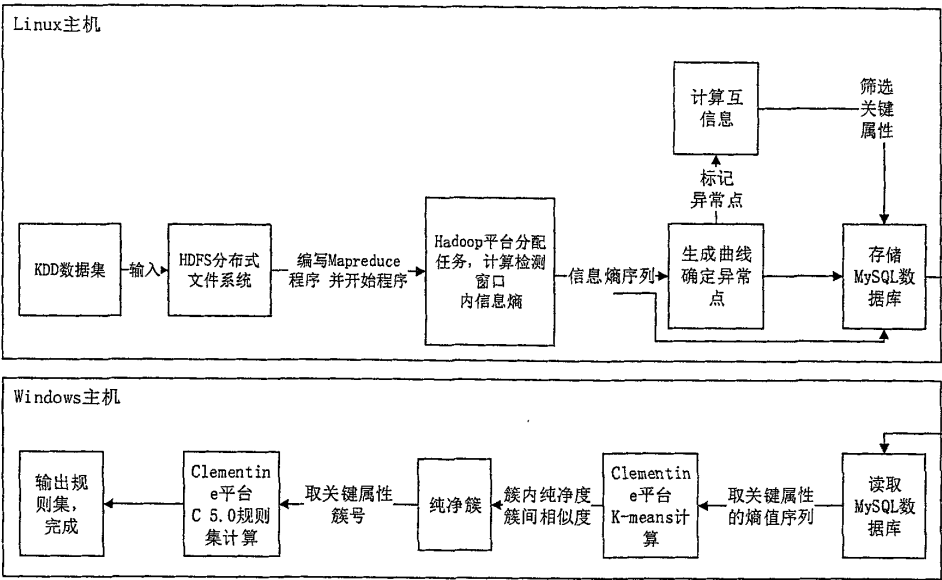 Linux主机
计算互
信息
筛选
关键
属性
标记
异常点
KDD数据集
输入
HDFS分布式
文件系统
编写Mapreduce
程序 并开始程序
Hadoop平台分配
任务，计算检测
窗口
内信息熵
信息熵序列
生成曲线
确定异常
点
存储
MySQL数
据库
Windows主机
输出规
则集，
完成
Clementin
e平台
C 5.0规则
集计算
取关键属性
簇号
纯净簇
簇内纯净度
簇间相似度
Clementin
e平台
K-means计
算
取关键属性
的熵值序列
读取
MySQL数
据库